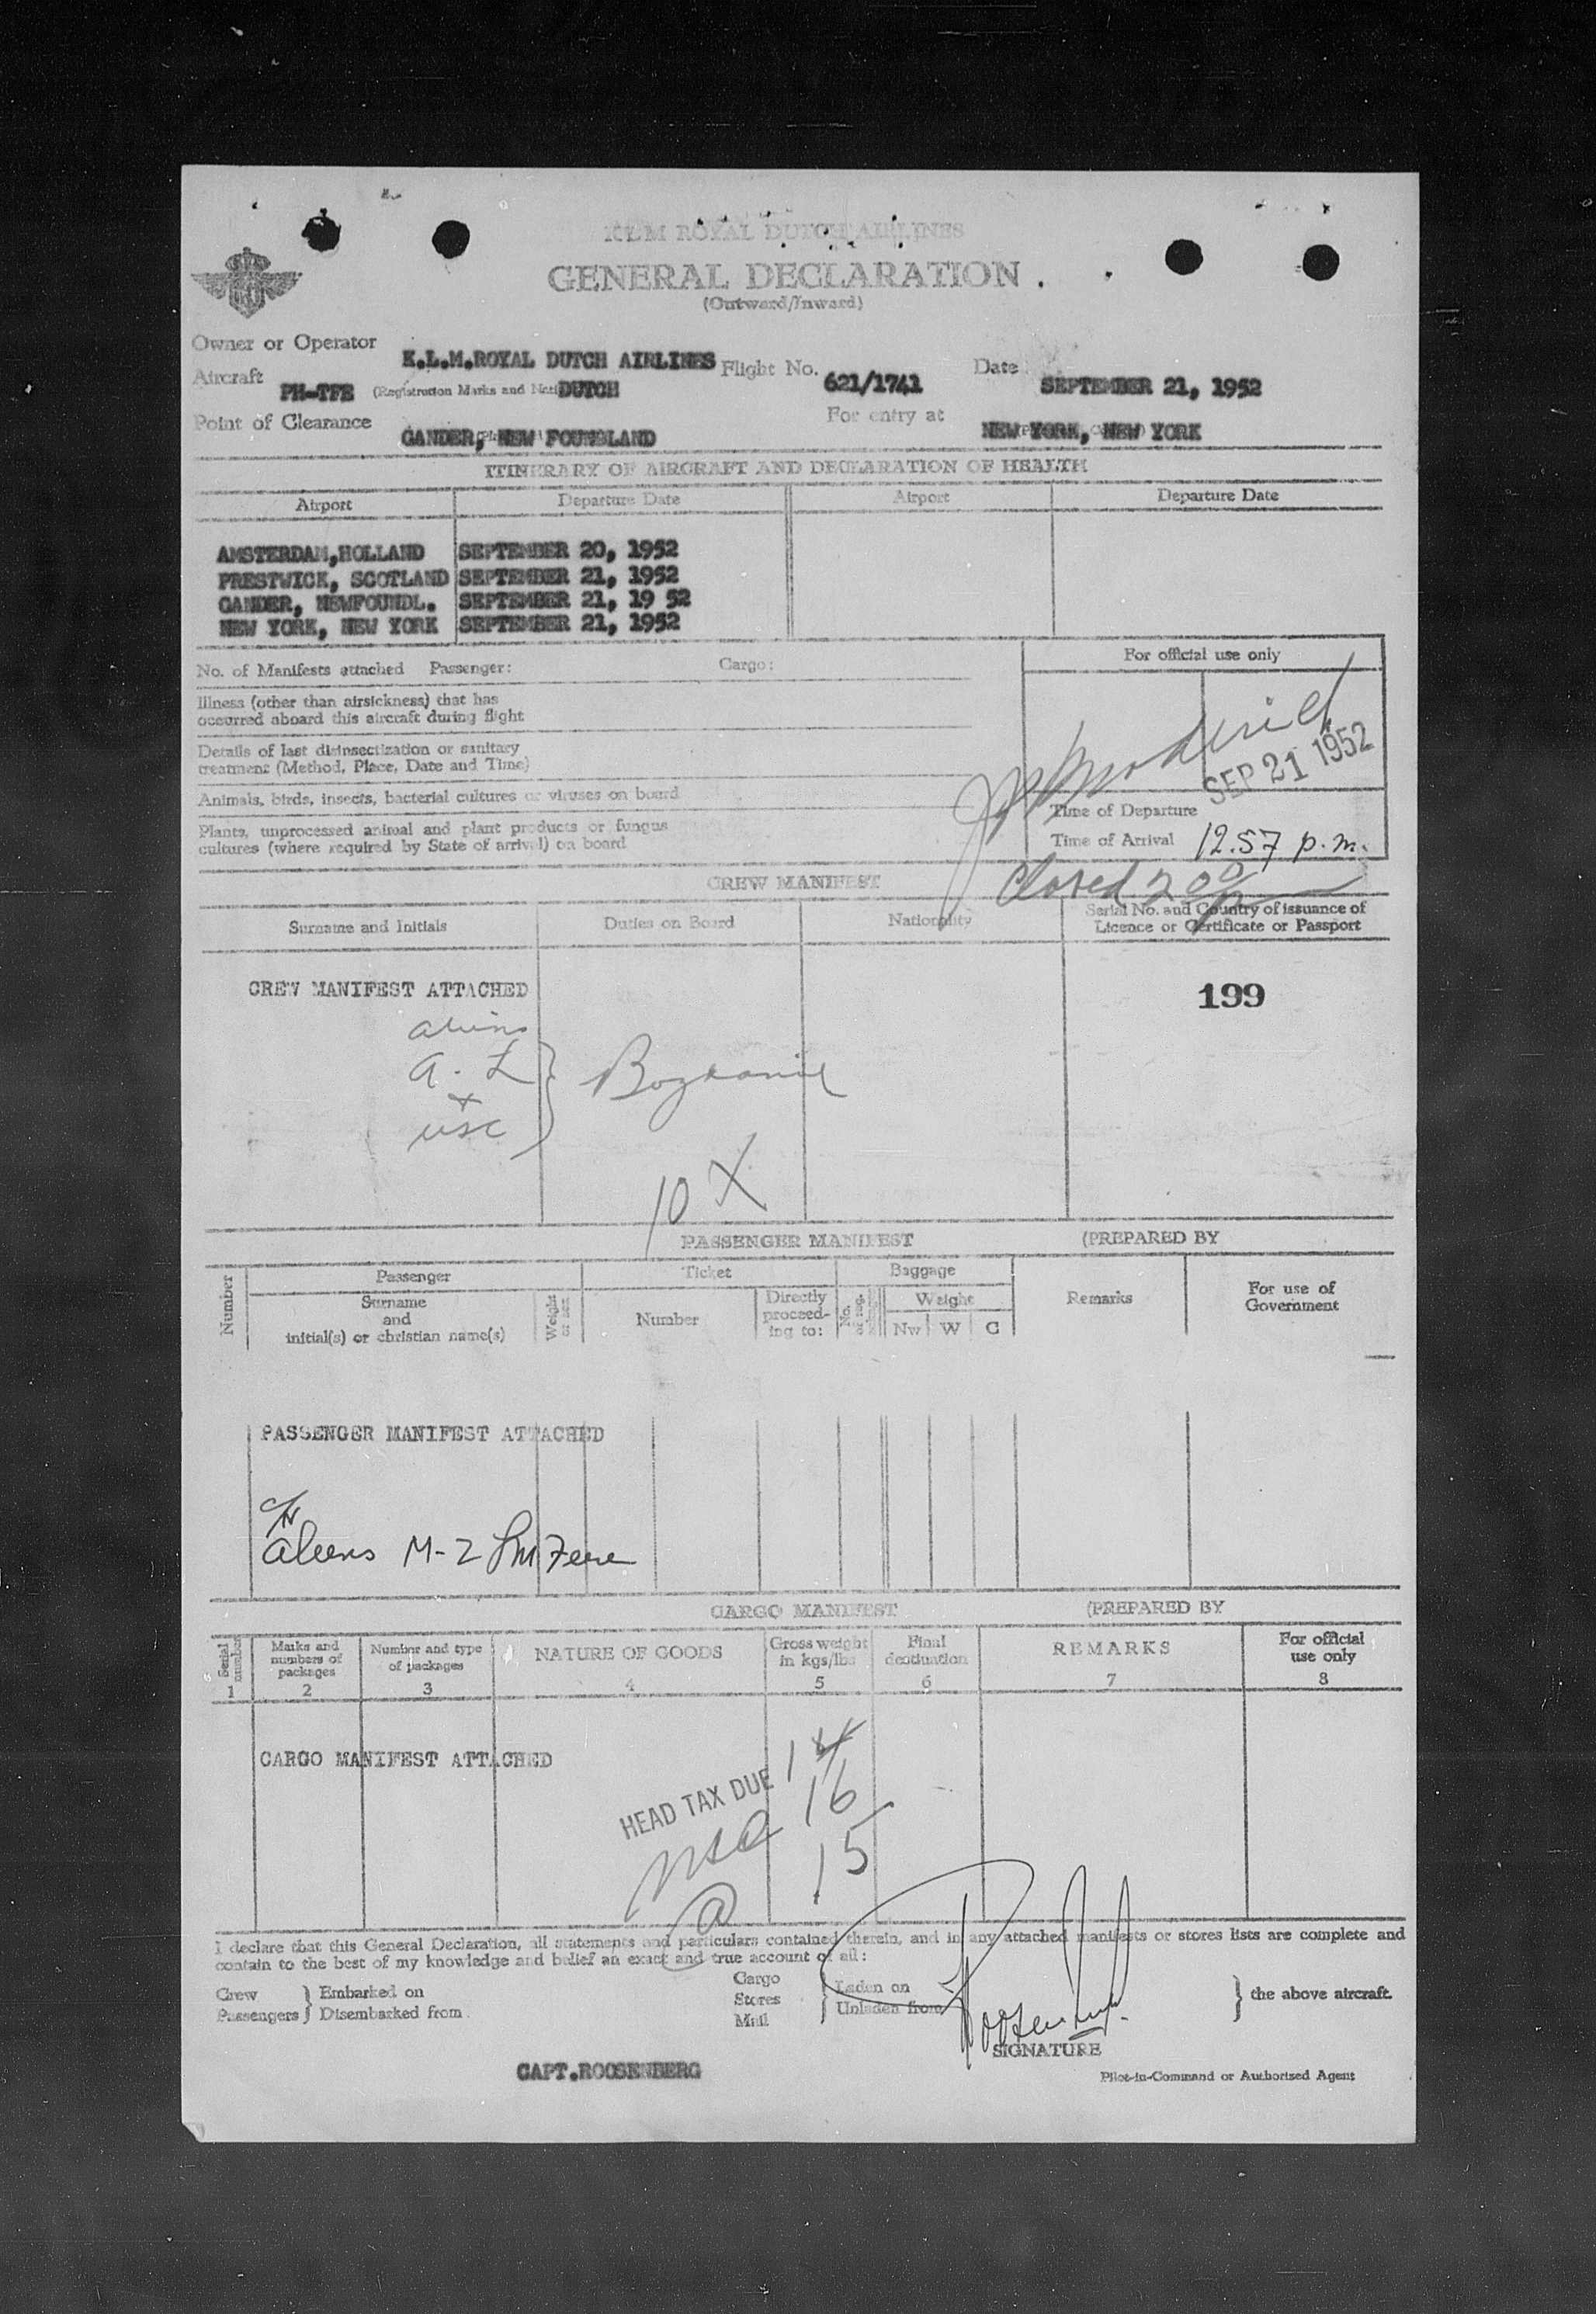 KLM ROYAL DUTCH AIRLINES
GENERAL DECLARATION
(Outward/Inward)
Owner or Operator K.L.M.ROYAL DUTCH AIRLINES Flight No. 621/1741 Date SEPTEMBER 21, 1952
Aircraft PH-TFE (Registration Marks and DUTCH
Point of Clearance GANDER, NEW FOUNDLAND For entry at NEW YORK, NEW YORK
ITINERARY OF AIRCRAFT AND DECLARATION OF HEALTH
Airport Departure Date Airport Departure Date
AMSTERDAM,HOLLAND SEPTEMBER 20, 1952
PRESTWICK, SCOTLAND SEPTEMBER 21, 1952
GANDER, NEWFOUNDL. SEPTEMBER 21, 19 52
NEW YORK, NEW YORK SEPTEMBER 21, 1952
No. of Manifests attached Passenger: Cargo:
For official use only
Illness (other than airsickness) that has
occurred aboard this aircraft during flight
Details of last disinsectization or sanitary
treatment (Method, Place, Date and Time)
SEP 21 1952
Animals, birds, insects, bacterial cultures or viruses on board
Time of Departure
Plants, unprocessed animal and plant products or fungus
cultures (where required by State of arrival) on board
Time of Arrival 12.57 p.m.
Closed
CREW MANIFEST
Surname and Initials Duties on Board Nationality Serial No. and Country of issuance of
Licence or Certificate or Passport
CREW MANIFEST ATTACHED 199
aliens
a. L
+
usc
10 X
PASSENGER MANIFEST (PREPARED BY
Number Passenger Ticket Baggage Remarks For use of
Government
Surname
and
initial(s) or christian name(s)
Weight
Number
Directly
proceed-
ing to:
No.
Weight
Nw W C
PASSENGER MANIFEST ATTACHED
aliens M-Z
CARGO MANIFEST (PREPARED BY
Serial
number
Marks and
numbers of
packages
Number and type
of packages
NATURE OF GOODS
Gross weight
in kgs/lbs
Final
destination
REMARKS
For official
use only
1 2 3 4 5 6 7 8
CARGO MANIFEST ATTACHED
HEAD TAX DUE
16
15
I declare that this General Declaration, all statements and particulars contained therein, and in any attached manifests or stores lists are complete and
contain to the best of my knowledge and belief an exact and true account of all:
Crew
Passengers } Embarked on
Disembarked from
Cargo
Stores
Mail } Laden on
Unladen from
} the above aircraft.
SIGNATURE
CAPT.ROOSENBERG
Pilot-in-Command or Authorized Agent